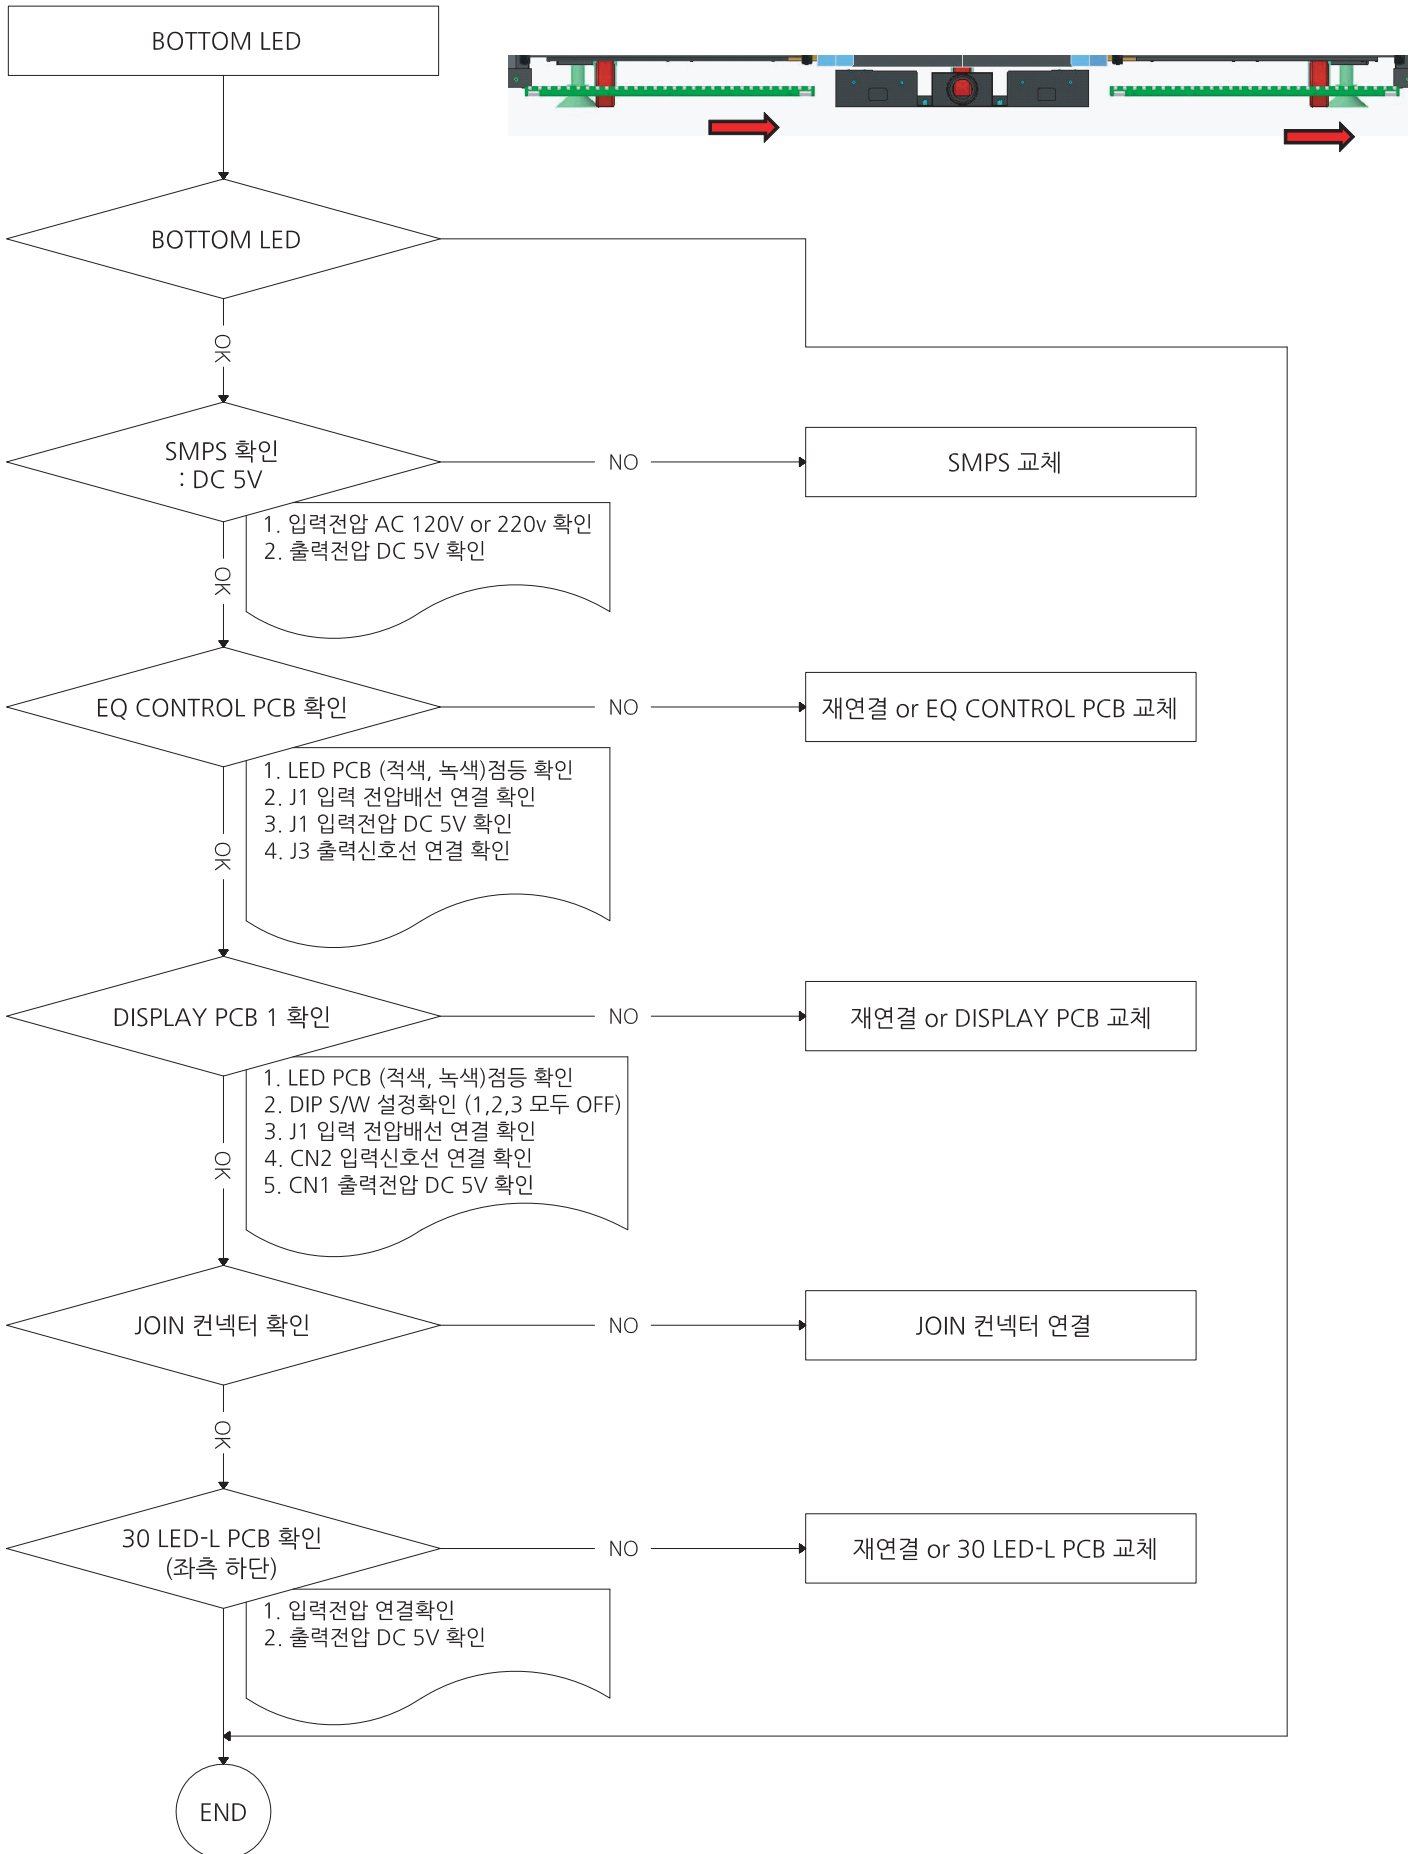 BOTTOM LED
BOTTOM LED
OK
SMPS 확인
: DC 5V
NO
SMPS 교체
1. 입력전압 AC 120V or 220v 확인
2. 출력전압 DC 5V 확인
OK
EQ CONTROL PCB 확인
NO
재연결 or EQ CONTROL PCB 교체
1. LED PCB (적색, 녹색)점등 확인
2. J1 입력 전압배선 연결 확인
3. J1 입력전압 DC 5V 확인
4. J3 출력신호선 연결 확인
OK
DISPLAY PCB 1 확인
NO
재연결 or DISPLAY PCB 교체
1. LED PCB (적색, 녹색)점등 확인
2. DIP S/W 설정확인 (1,2,3 모두 OFF)
3. J1 입력 전압배선 연결 확인
4. CN2 입력신호선 연결 확인
5. CN1 출력전압 DC 5V 확인
OK
JOIN 컨넥터 확인
NO
JOIN 컨넥터 연결
OK
30 LED-L PCB 확인
(좌측 하단)
NO
재연결 or 30 LED-L PCB 교체
1. 입력전압 연결확인
2. 출력전압 DC 5V 확인
END